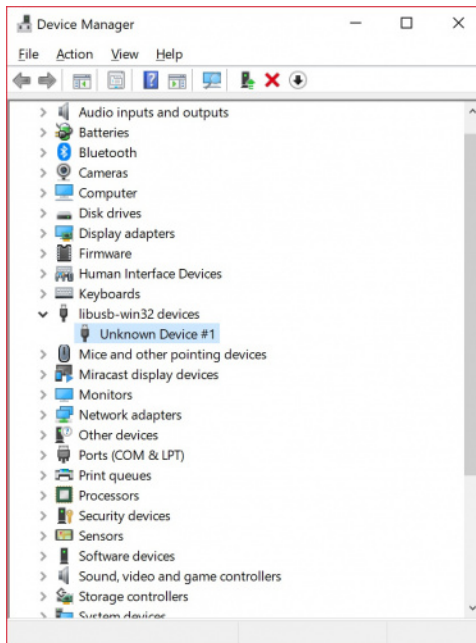 Device Manager
File Action View Help
Audio inputs and outputs
Batteries
Bluetooth
Cameras
Computer
Disk drives
Display adapters
Firmware
Human Interface Devices
Keyboards
libusb-win32 devices
Unknown Device #1
Mice and other pointing devices
Miracast display devices
Monitors
Network adapters
Other devices
Ports (COM & LPT)
Print queues
Processors
Security devices
Sensors
Software devices
Sound, video and game controllers
Storage controllers
System devices